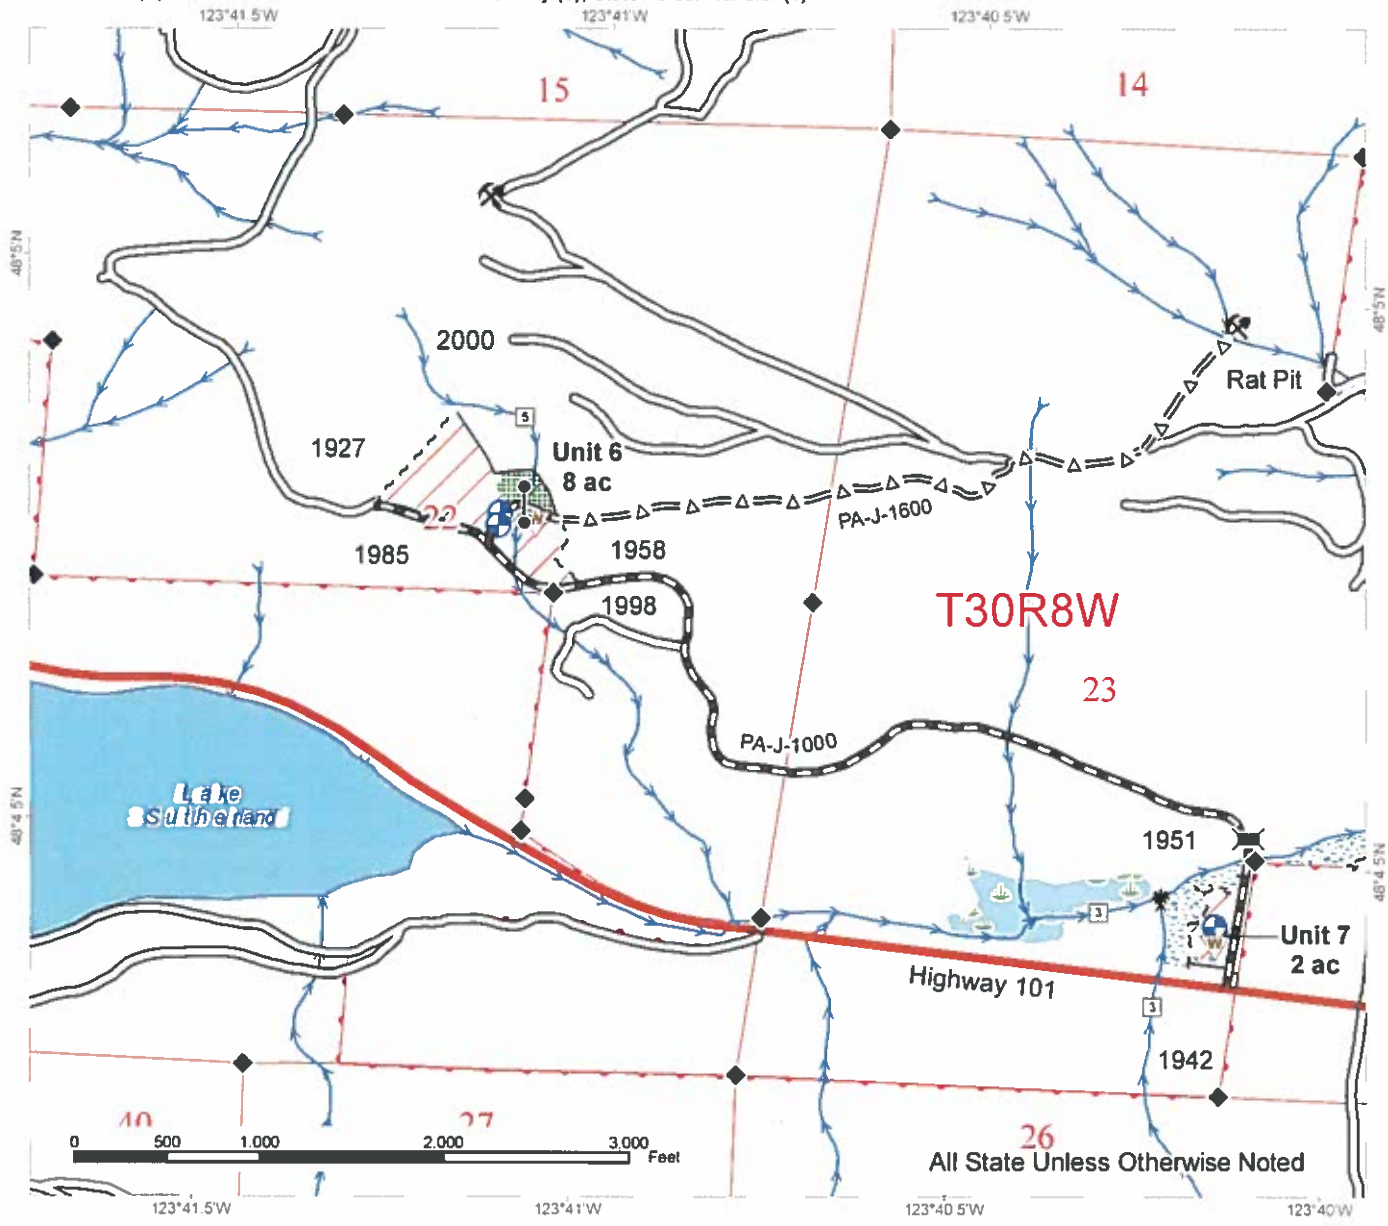 123°41.5'W
123°41'W
123°40.5'W
15
14
48°5'N
48°5'N
2000
Rat Pit
5
1927
Unit 6
8 ac
22
W
PA-J-1600
1985
1958
1998
T30R8W
23
PA-J-1000
Lake
Sutherland
48°4.5'N
1951
48°4.5'N
3
Unit 7
2 ac
W
Highway 101
3
1942
40
27
26
0 500 1,000 2,000 3,000
Feet
All State Unless Otherwise Noted
123°41.5'W
123°41'W
123°40.5'W
123°40'W